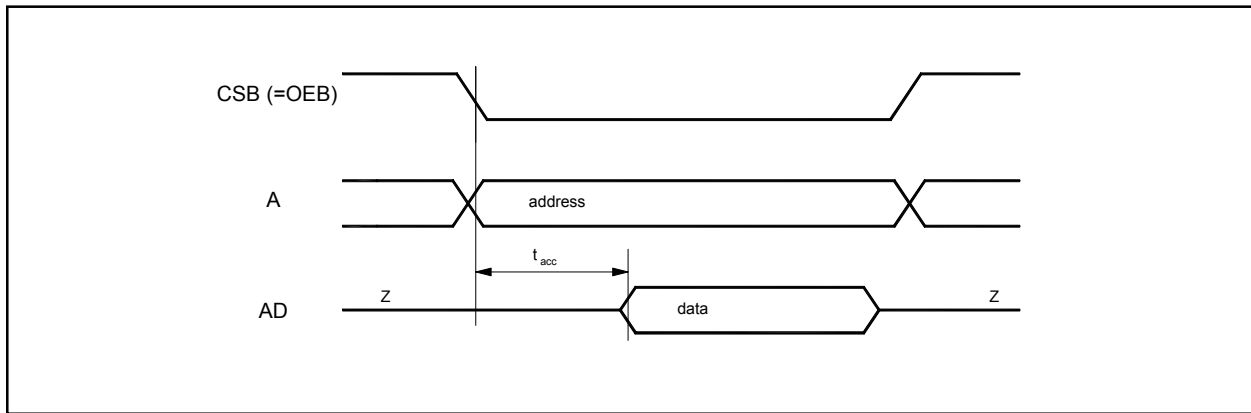 CSB (=OEB)
A
address
t acc
Z
Z
AD
data